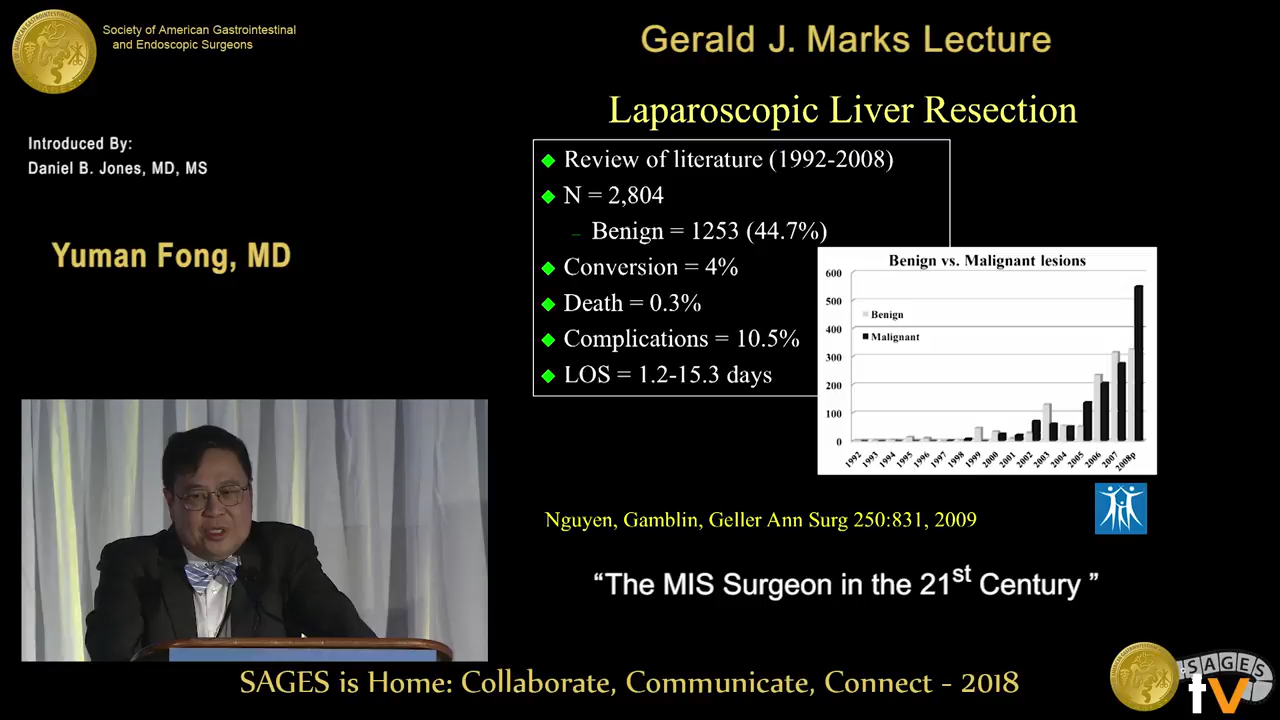 Society of American Gastrointestinal
and Endoscopic Surgeons
Gerald J. Marks Lecture
Introduced By:
Daniel B. Jones, MD, MS
Yuman Fong, MD
Laparoscopic Liver Resection
Review of literature (1992-2008)
N = 2,804
– Benign = 1253 (44.7%)
Conversion = 4%
Death = 0.3%
Complications = 10.5%
LOS = 1.2-15.3 days
Benign vs. Malignant lesions
600
500
400
300
200
100
0
Benign
Malignant
1992 1993 1994 1995 1996 1997 1998 1999 2000 2001 2002 2003 2004 2005 2006 2007 2008p
Nguyen, Gamblin, Geller Ann Surg 250:831, 2009
“The MIS Surgeon in the 21st Century ”
SAGES is Home: Collaborate, Communicate, Connect - 2018
SAGES
tv